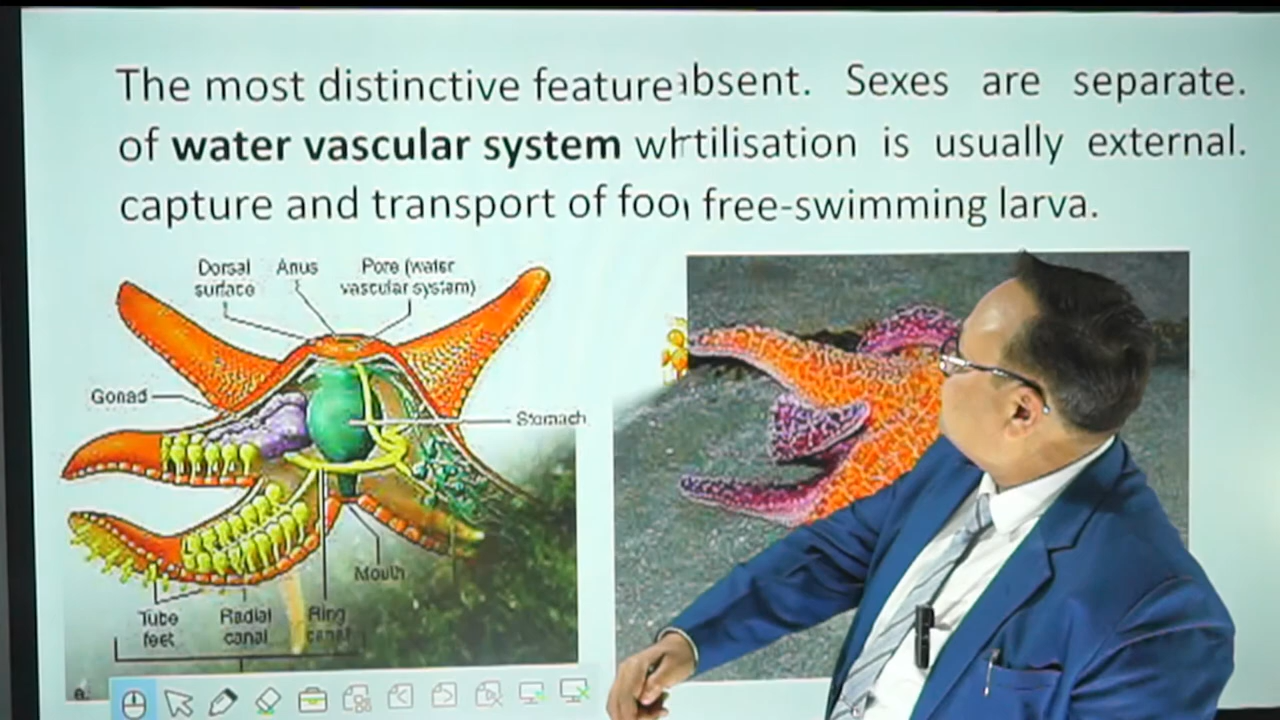 The most distinctive feature absent. Sexes are separate.
of water vascular system wh rtilisation is usually external.
capture and transport of foo free-swimming larva.
Dorsal surface
Anus
Pore (water vascular system)
Gonad
Stomach
Mouth
Tube feet
Radial canal
Ring canal